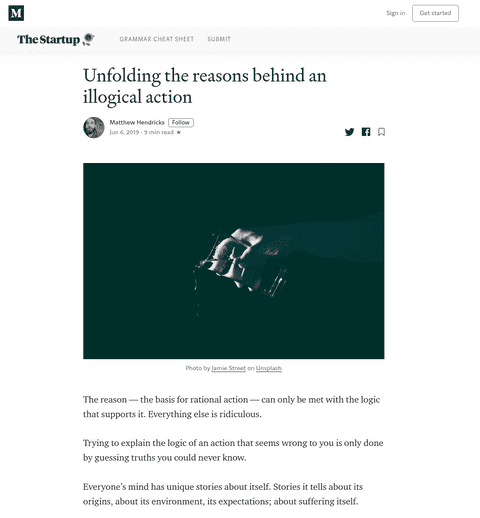 M
Sign in
Get started
The Startup
GRAMMAR CHEAT SHEET
SUBMIT
Unfolding the reasons behind an
illogical action
Matthew Hendricks
Follow
Jun 6, 2019 · 9 min read ★
Photo by Jamie Street on Unsplash
The reason — the basis for rational action — can only be met with the logic
that supports it. Everything else is ridiculous.
Trying to explain the logic of an action that seems wrong to you is only done
by guessing truths you could never know.
Everyone’s mind has unique stories about itself. Stories it tells about its
origins, about its environment, its expectations; about suffering itself.